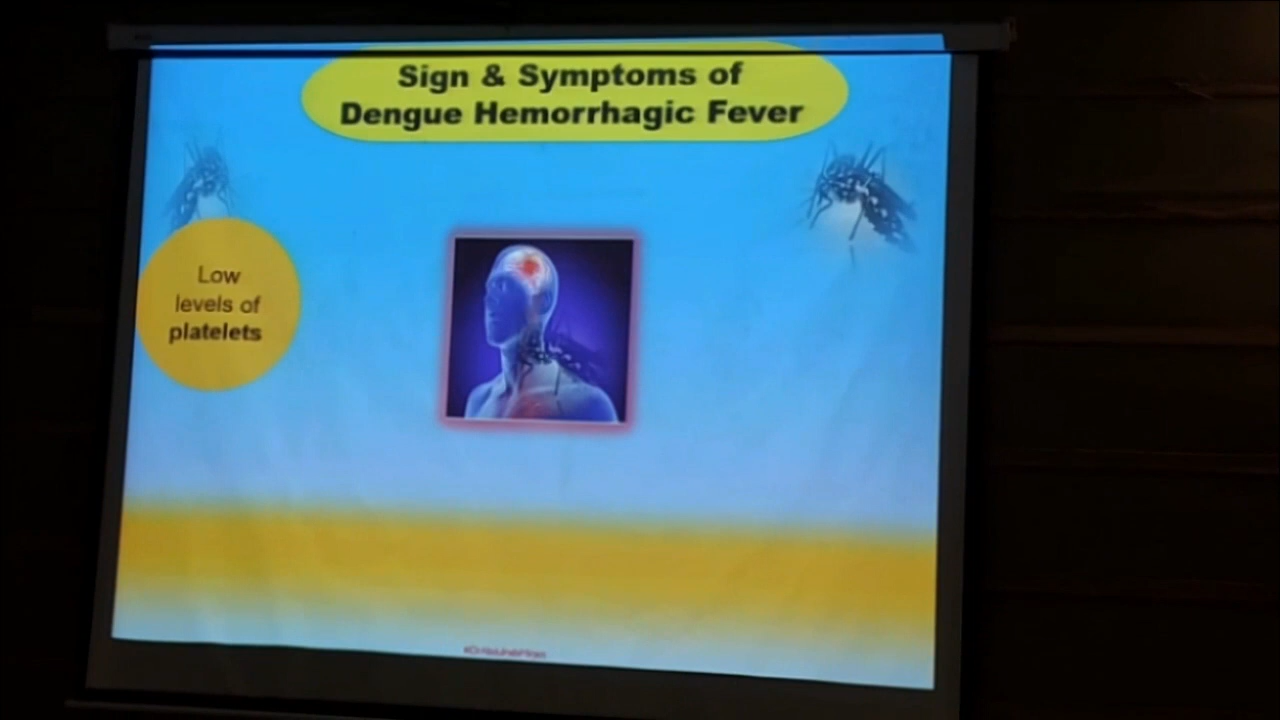 Sign & Symptoms of
Dengue Hemorrhagic Fever
Low
levels of
platelets